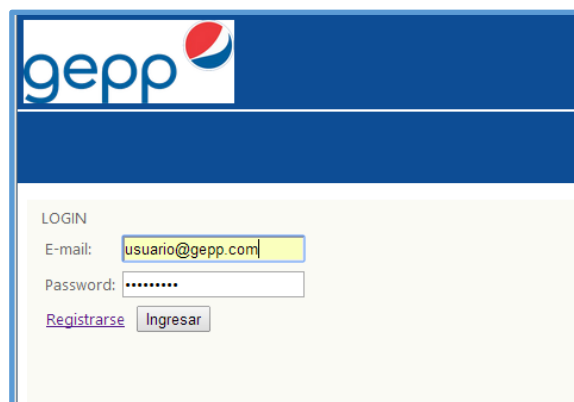 gepp
LOGIN
E-mail: usuario@gepp.com
Password: •••••••••
Registrarse Ingresar